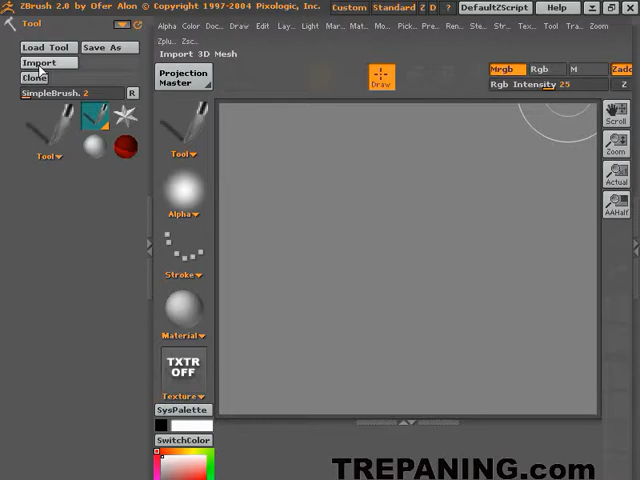 ZBrush 2.0 by Ofer Alon © Copyright 1997-2004 Pixologic, Inc. Custom Standard Z D ? DefaultZScript Help
Tool
Alpha Color Doc.. Draw Edit Lay.. Light Mar.. Mat.. Mo.. Pick.. Pre.. Ren.. Ste.. Str.. Tex.. Tool Tra.. Zoom
Zplu.. Zsc..
Load Tool Save As
Import 3D Mesh
Import
Clone
SimpleBrush. 2 R
Projection
Master
Draw
Mrgb Rgb M Zadd
Rgb Intensity 25 Z
Tool
Tool
Alpha
Stroke
Material
TXTR
OFF
Texture
SysPalette
SwitchColor
Scroll
Zoom
Actual
AAHalf
TREPANING.com